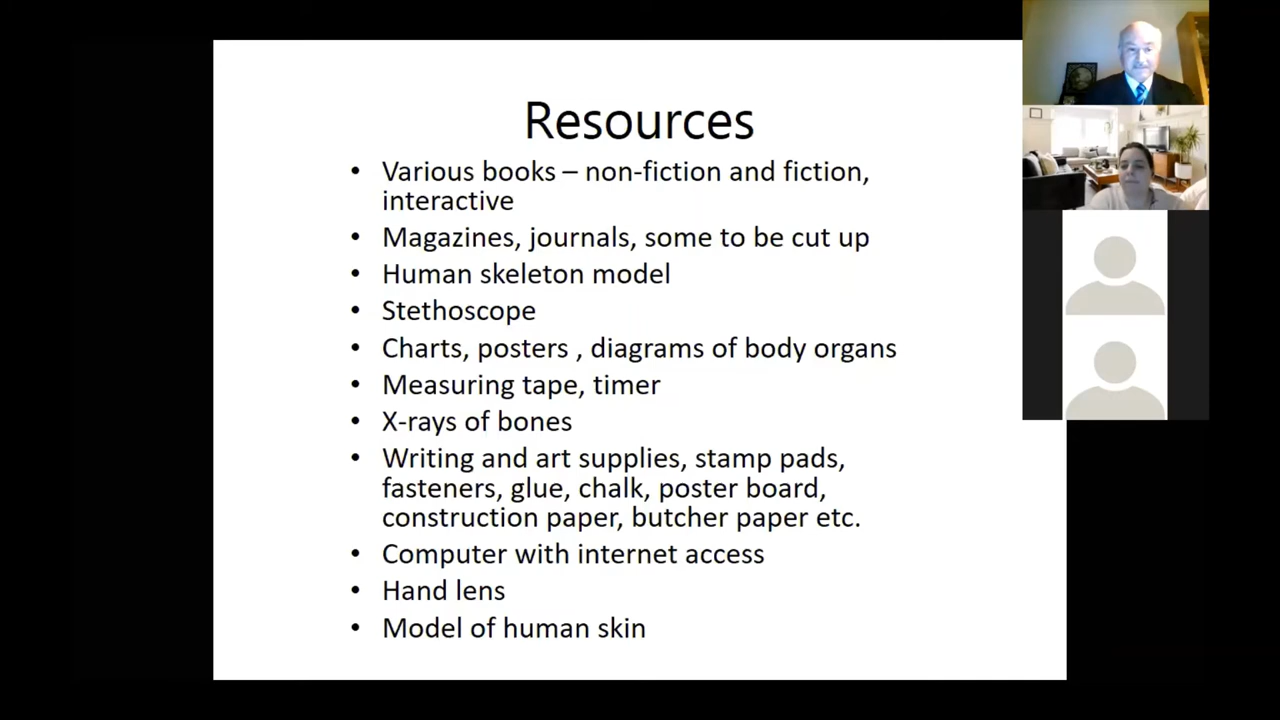 Resources
• Various books – non-fiction and fiction,
interactive
• Magazines, journals, some to be cut up
• Human skeleton model
• Stethoscope
• Charts, posters , diagrams of body organs
• Measuring tape, timer
• X-rays of bones
• Writing and art supplies, stamp pads,
fasteners, glue, chalk, poster board,
construction paper, butcher paper etc.
• Computer with internet access
• Hand lens
• Model of human skin